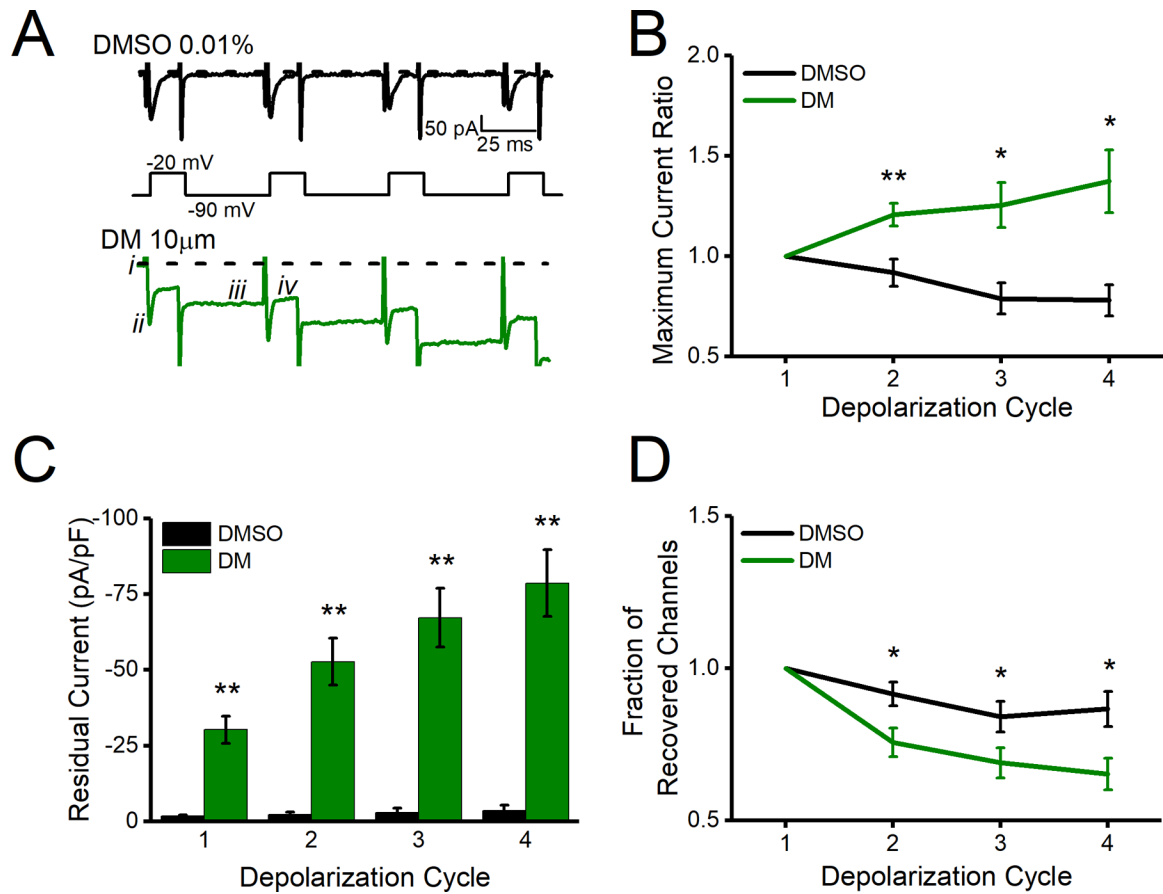 A
DMSO 0.01%
50 pA
25 ms
-20 mV
-90 mV
DM 10μm
i
ii
iii
iv
B
2.0
1.5
1.0
0.5
Maximum Current Ratio
DMSO
DM
**
*
*
1
2
3
4
Depolarization Cycle
C
-100
-75
-50
-25
0
Residual Current (pA/pF)
DMSO
DM
**
**
**
**
1
2
3
4
Depolarization Cycle
D
1.5
1.0
0.5
Fraction of
Recovered Channels
DMSO
DM
*
*
*
1
2
3
4
Depolarization Cycle